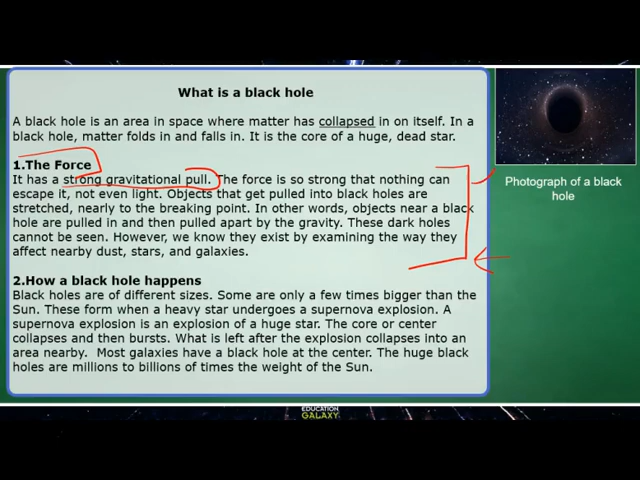 What is a black hole
A black hole is an area in space where matter has collapsed in on itself. In a
black hole, matter folds in and falls in. It is the core of a huge, dead star.
1.The Force
It has a strong gravitational pull. The force is so strong that nothing can
escape it, not even light. Objects that get pulled into black holes are
stretched, nearly to the breaking point. In other words, objects near a black
hole are pulled in and then pulled apart by the gravity. These dark holes
cannot be seen. However, we know they exist by examining the way they
affect nearby dust, stars, and galaxies.
2.How a black hole happens
Black holes are of different sizes. Some are only a few times bigger than the
Sun. These form when a heavy star undergoes a supernova explosion. A
supernova explosion is an explosion of a huge star. The core or center
collapses and then bursts. What is left after the explosion collapses into an
area nearby. Most galaxies have a black hole at the center. The huge black
holes are millions to billions of times the weight of the Sun.
Photograph of a black
hole
EDUCATION
GALAXY